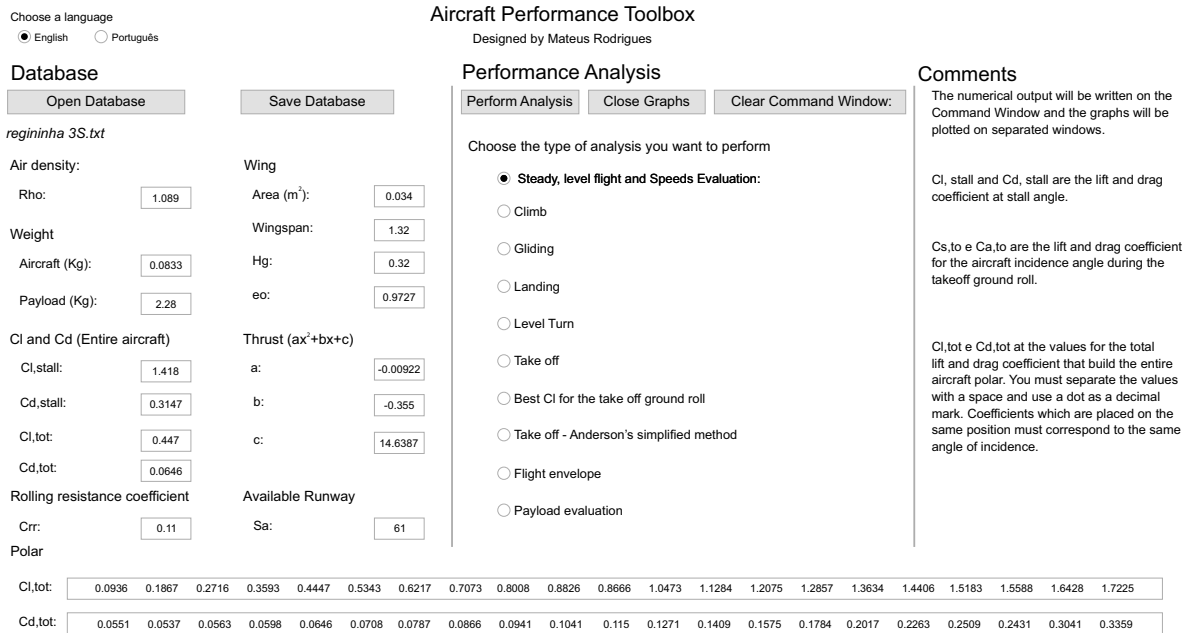 Aircraft Performance Toolbox
Designed by Mateus Rodrigues
Choose a language
English Português
Database
Open Database Save Database
regininha 3S.txt
Air density:
Rho: 1.089
Weight
Aircraft (Kg): 0.0833
Payload (Kg): 2.28
Cl and Cd (Entire aircraft)
Cl,stall: 1.418
Cd,stall: 0.3147
Cl,tot: 0.447
Cd,tot: 0.0646
Rolling resistance coefficient
Crr: 0.11
Wing
Area (m²): 0.034
Wingspan: 1.32
Hg: 0.32
eo: 0.9727
Thrust (ax²+bx+c)
a: -0.00922
b: -0.355
c: 14.6387
Available Runway
Sa: 61
Performance Analysis
Perform Analysis Close Graphs Clear Command Window:
Choose the type of analysis you want to perform
Steady, level flight and Speeds Evaluation:
Climb
Gliding
Landing
Level Turn
Take off
Best Cl for the take off ground roll
Take off - Anderson's simplified method
Flight envelope
Payload evaluation
Comments
The numerical output will be written on the
Command Window and the graphs will be
plotted on separated windows.
Cl, stall and Cd, stall are the lift and drag
coefficient at stall angle.
Cs,to e Ca,to are the lift and drag coefficient
for the aircraft incidence angle during the
takeoff ground roll.
Cl,tot e Cd,tot at the values for the total
lift and drag coefficient that build the entire
aircraft polar. You must separate the values
with a space and use a dot as a decimal
mark. Coefficients which are placed on the
same position must correspond to the same
angle of incidence.
Polar
Cl,tot: 0.0936 0.1867 0.2716 0.3593 0.4447 0.5343 0.6217 0.7073 0.8008 0.8826 0.8666 1.0473 1.1284 1.2075 1.2857 1.3634 1.4406 1.5183 1.5588 1.6428 1.7225
Cd,tot: 0.0551 0.0537 0.0563 0.0598 0.0646 0.0708 0.0787 0.0866 0.0941 0.1041 0.115 0.1271 0.1409 0.1575 0.1784 0.2017 0.2263 0.2509 0.2431 0.3041 0.3359